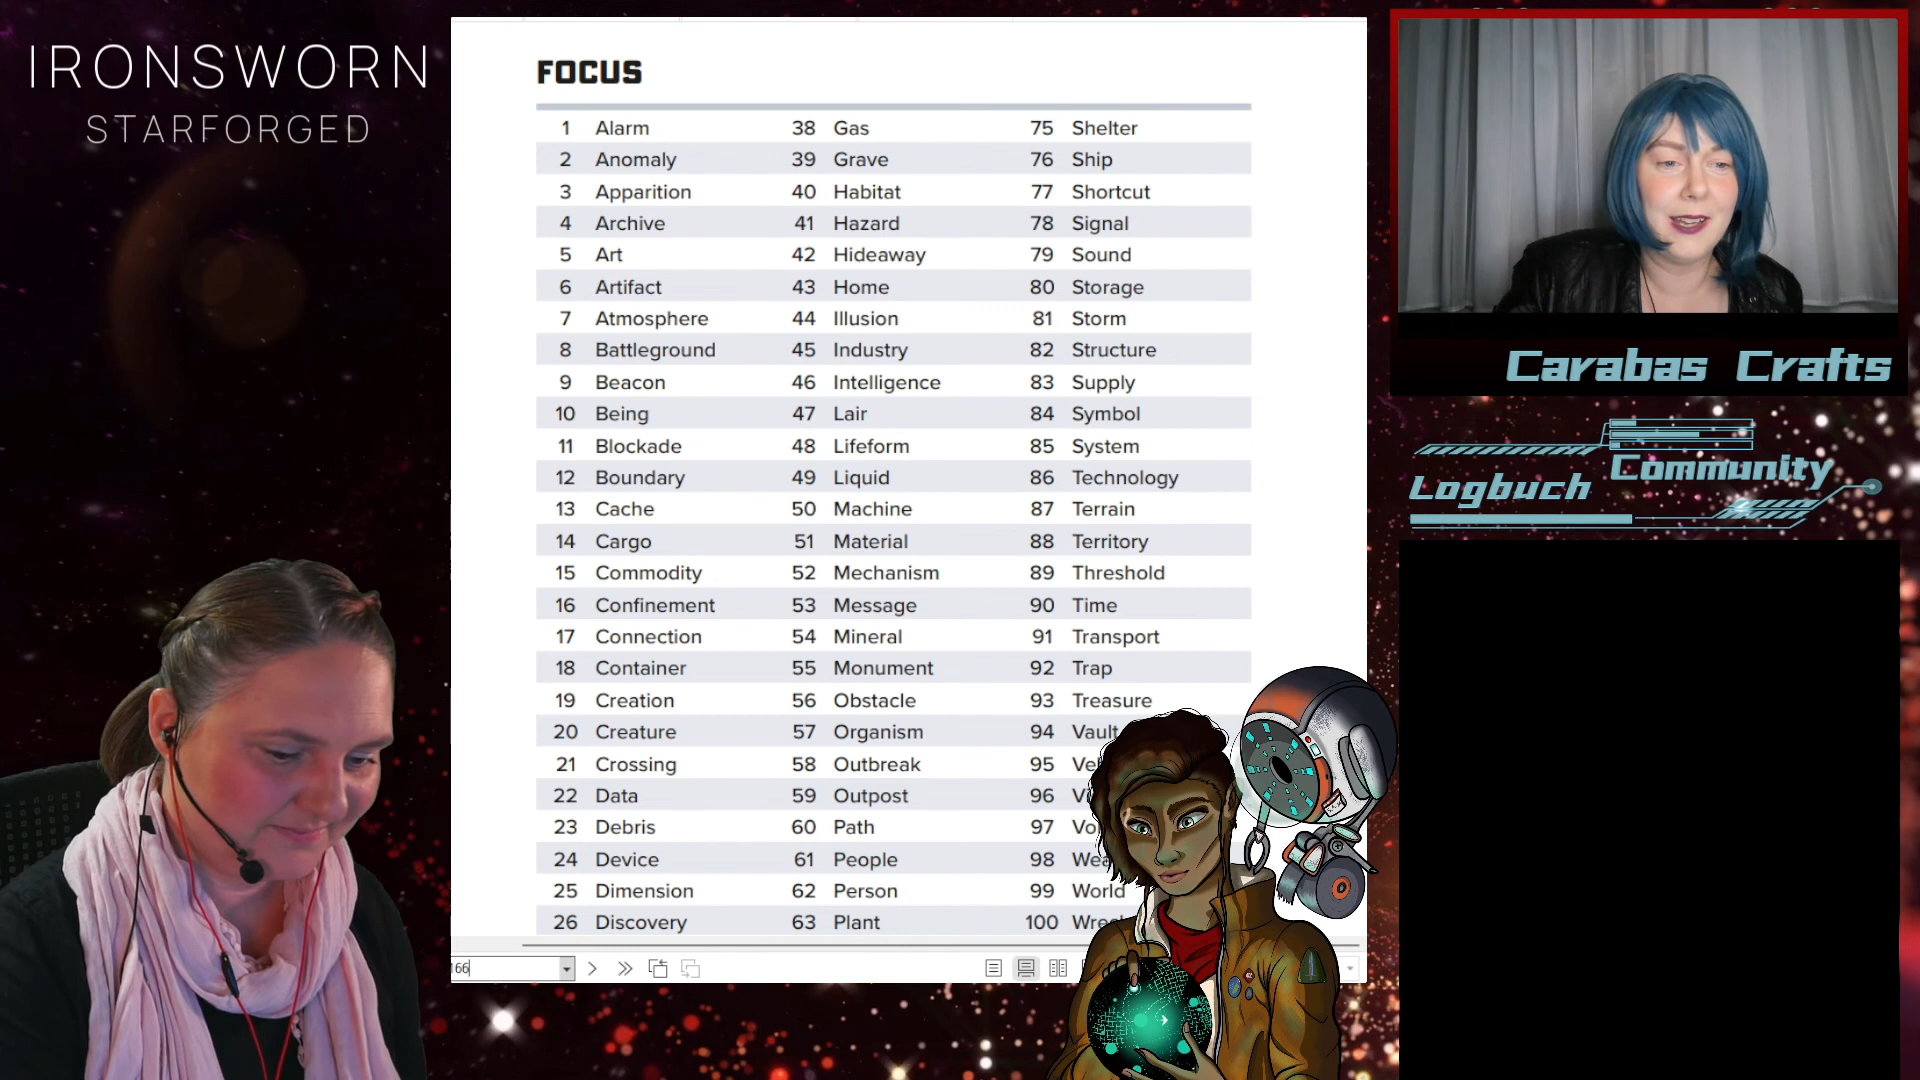 IRONSWORN
STARFORGED
FOCUS
1 Alarm 38 Gas 75 Shelter
2 Anomaly 39 Grave 76 Ship
3 Apparition 40 Habitat 77 Shortcut
4 Archive 41 Hazard 78 Signal
5 Art 42 Hideaway 79 Sound
6 Artifact 43 Home 80 Storage
7 Atmosphere 44 Illusion 81 Storm
8 Battleground 45 Industry 82 Structure
9 Beacon 46 Intelligence 83 Supply
10 Being 47 Lair 84 Symbol
11 Blockade 48 Lifeform 85 System
12 Boundary 49 Liquid 86 Technology
13 Cache 50 Machine 87 Terrain
14 Cargo 51 Material 88 Territory
15 Commodity 52 Mechanism 89 Threshold
16 Confinement 53 Message 90 Time
17 Connection 54 Mineral 91 Transport
18 Container 55 Monument 92 Trap
19 Creation 56 Obstacle 93 Treasure
20 Creature 57 Organism 94 Vault
21 Crossing 58 Outbreak 95
22 Data 59 Outpost 96
23 Debris 60 Path 97
24 Device 61 People 98
25 Dimension 62 Person 99 World
26 Discovery 63 Plant 100
166
Carabas Crafts
Community
Logbuch